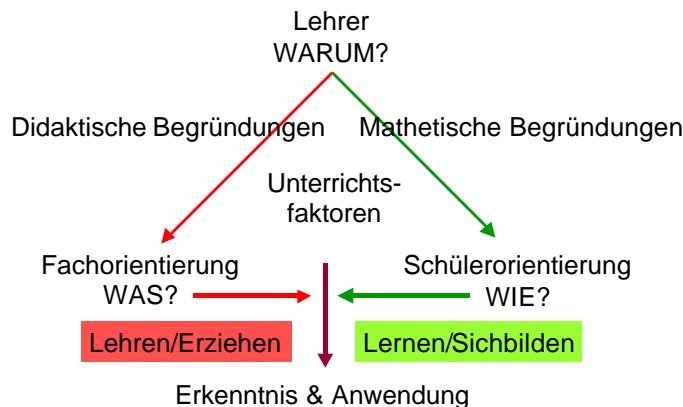 Lehrer
WARUM?
Didaktische Begründungen
Mathetische Begründungen
Unterrichts-
faktoren
Fachorientierung
WAS?
Schülerorientierung
WIE?
Lehren/Erziehen
Lernen/Sichbilden
Erkenntnis & Anwendung